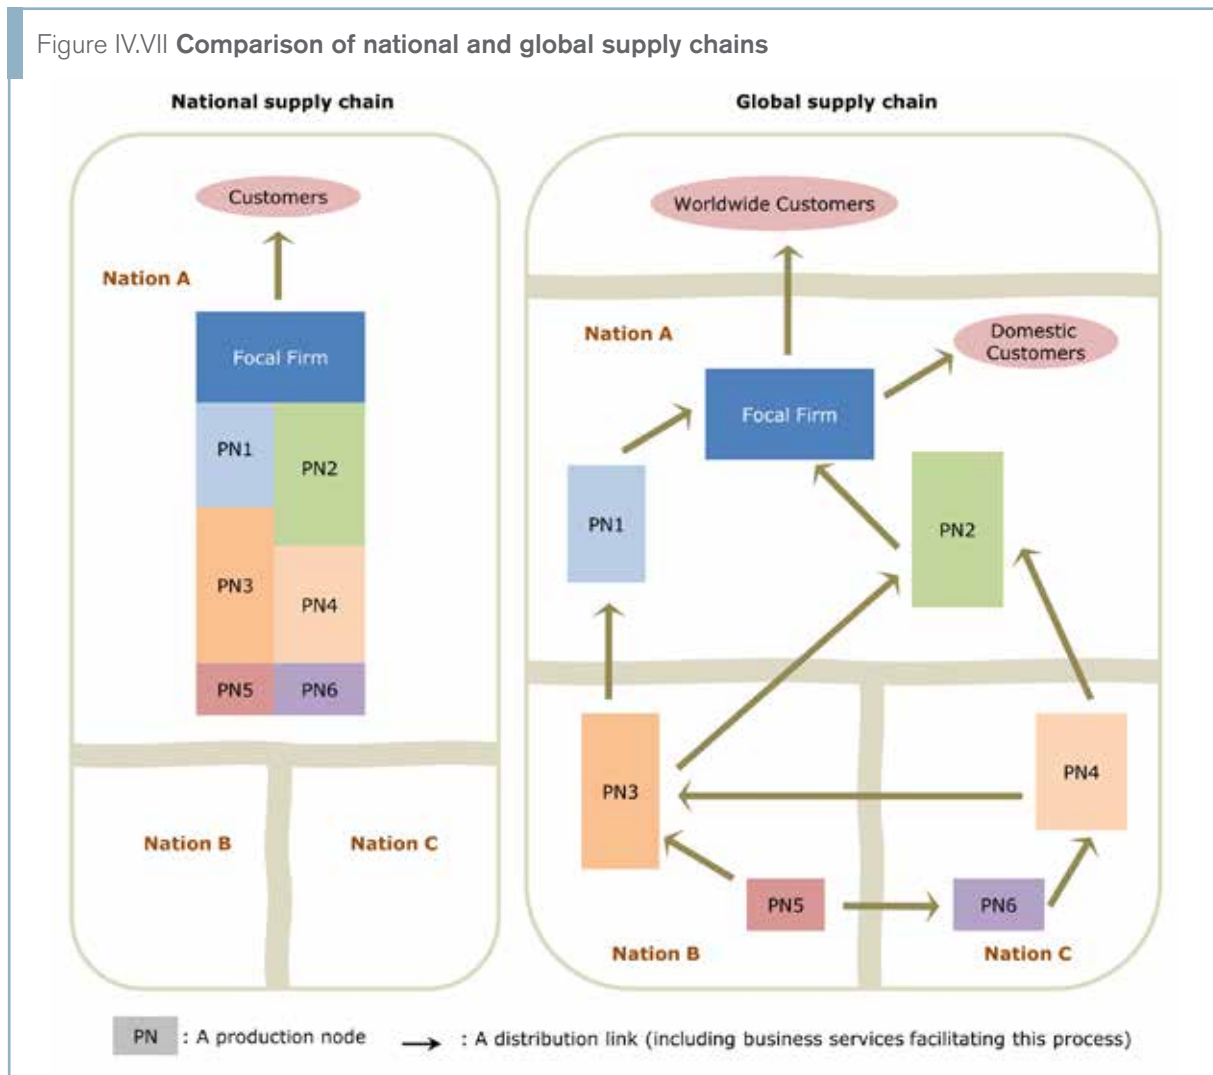 Figure IV.VII Comparison of national and global supply chains
National supply chain
Customers
Nation A
Focal Firm
PN1
PN2
PN3
PN4
PN5
PN6
Nation B
Nation C
Global supply chain
Worldwide Customers
Nation A
Domestic
Customers
Focal Firm
PN1
PN2
PN3
PN4
PN5
PN6
Nation B
Nation C
PN : A production node
: A distribution link (including business services facilitating this process)